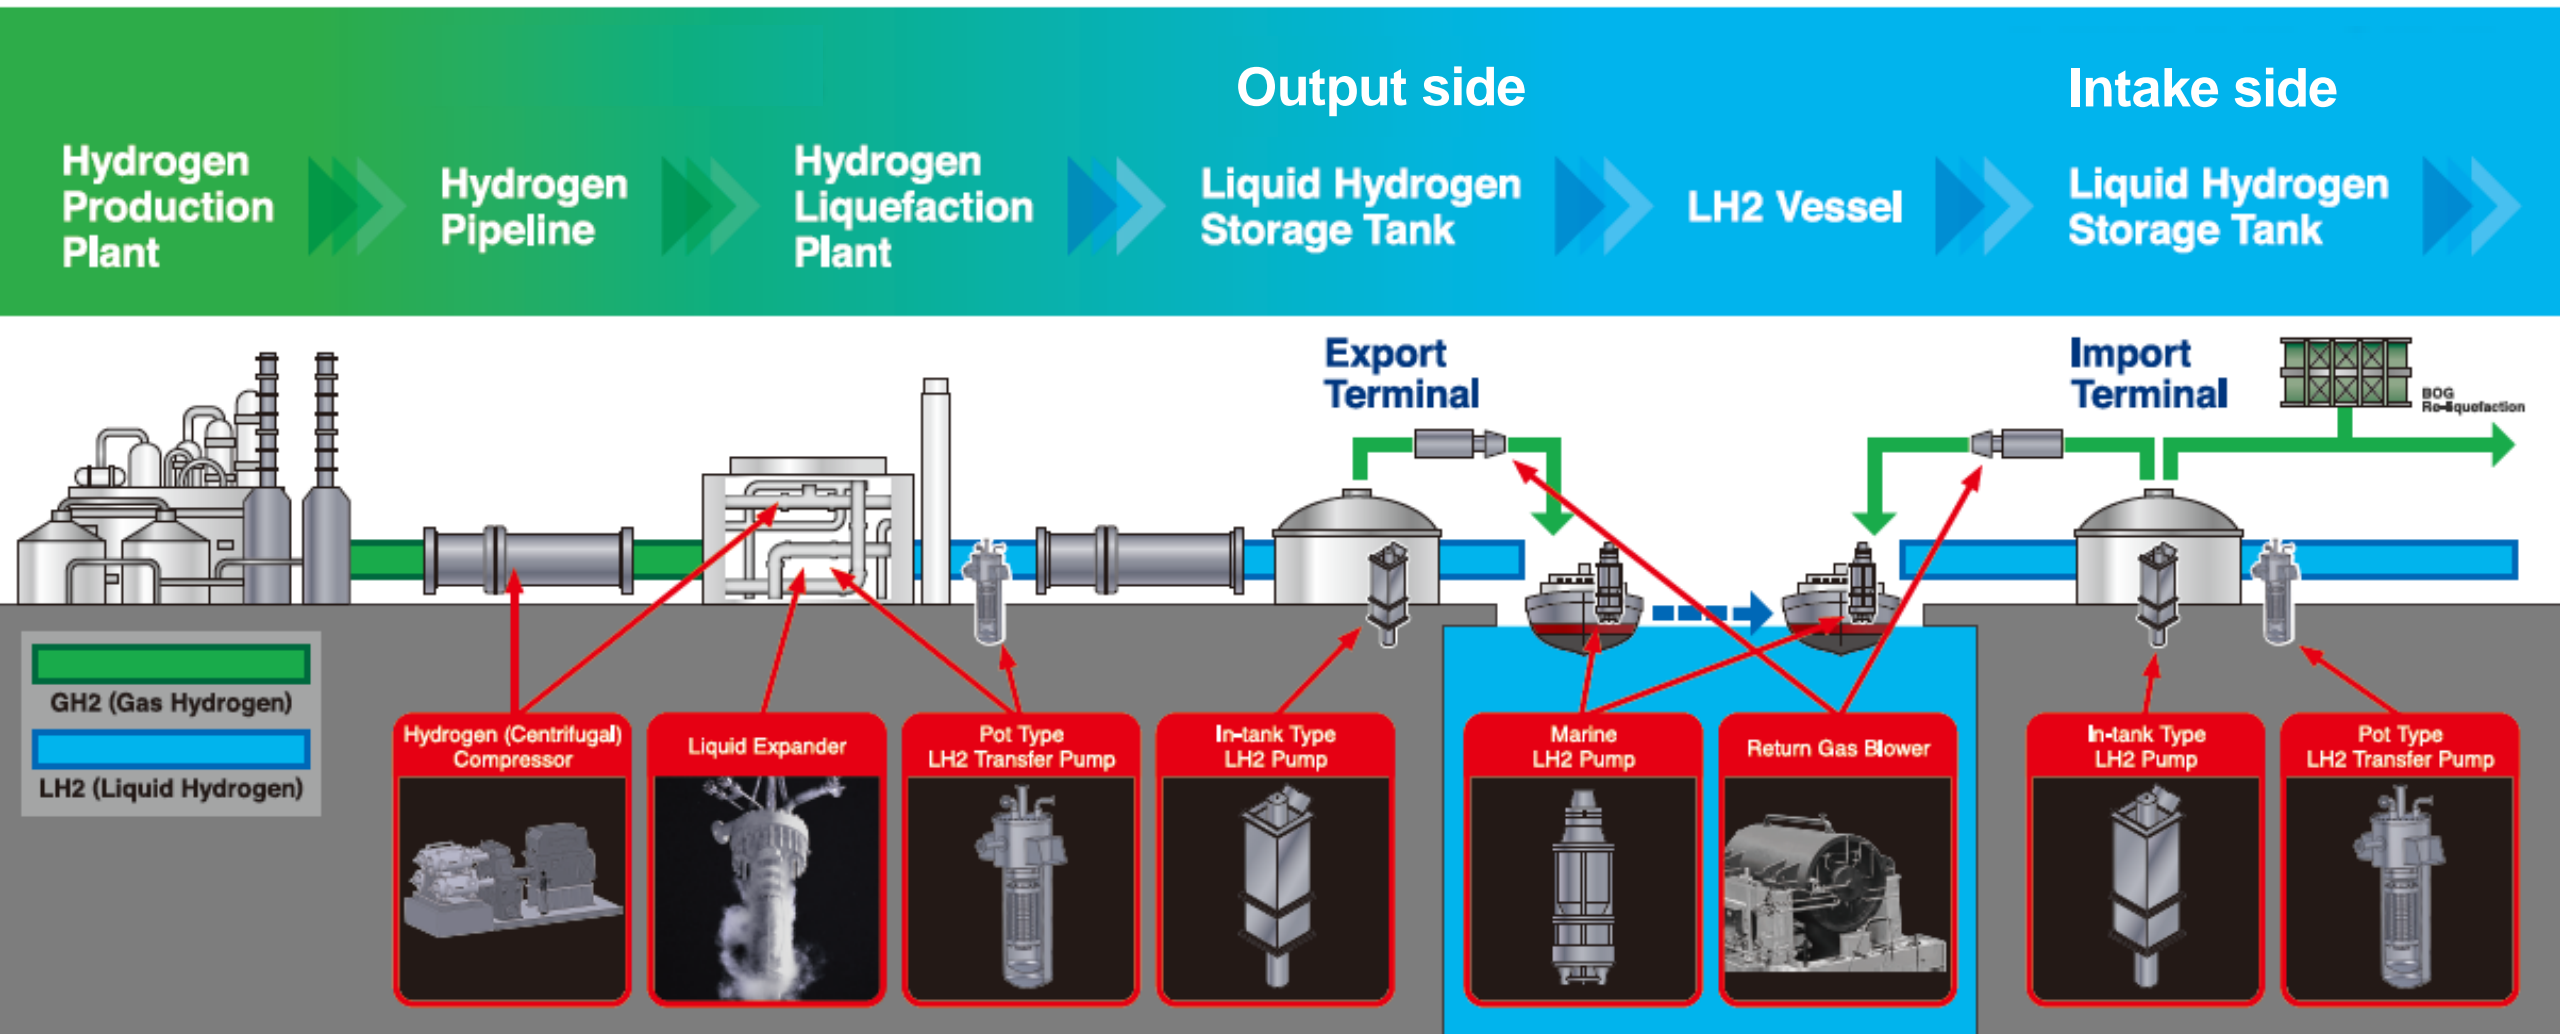 Output side
Intake side
Hydrogen
Production
Plant
Hydrogen
Pipeline
Hydrogen
Liquefaction
Plant
Liquid Hydrogen
Storage Tank
LH2 Vessel
Liquid Hydrogen
Storage Tank
Export
Terminal
Import
Terminal
BOG
Re-liquefaction
GH2 (Gas Hydrogen)
LH2 (Liquid Hydrogen)
Hydrogen (Centrifugal)
Compressor
Liquid Expander
Pot Type
LH2 Transfer Pump
In-tank Type
LH2 Pump
Marine
LH2 Pump
Return Gas Blower
In-tank Type
LH2 Pump
Pot Type
LH2 Transfer Pump